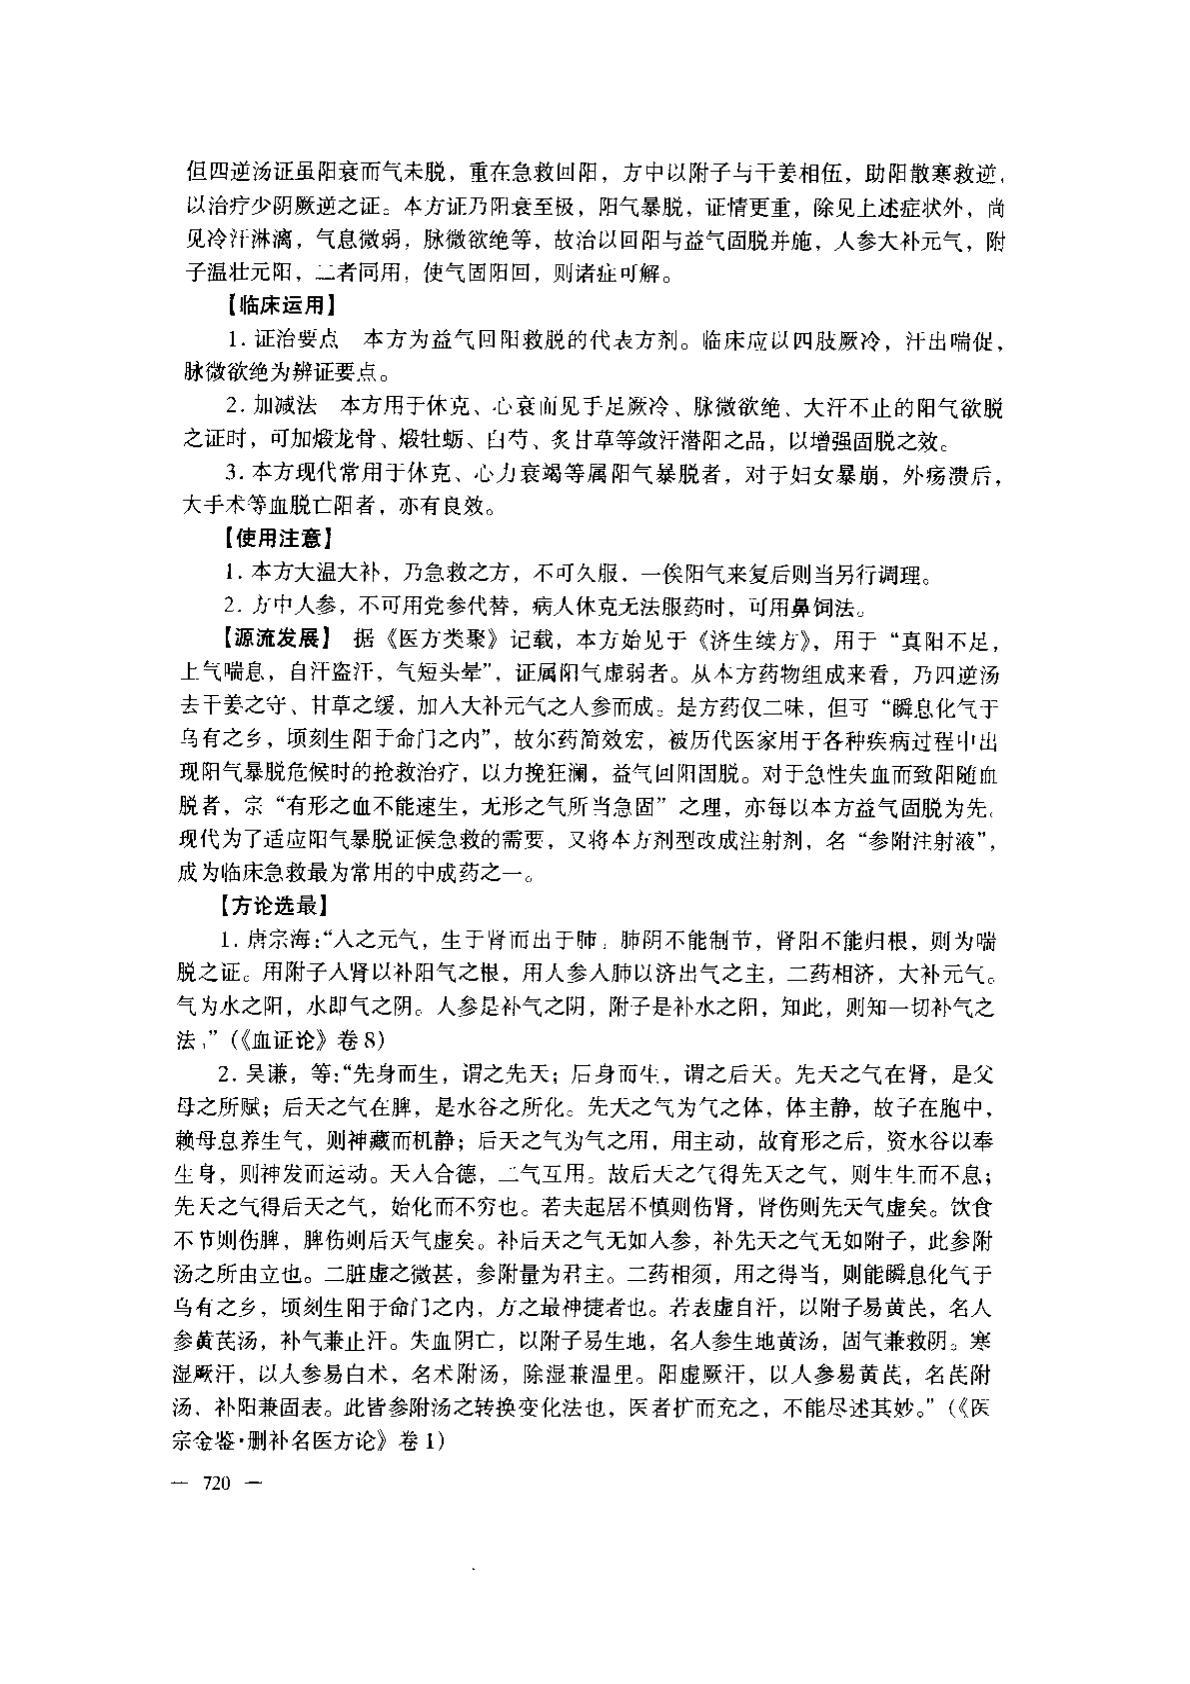 但四逆汤证虽阳衰而气未脱，重在急救回阳，方中以附子与干姜相伍，助阳散寒救逆，
以治疗少阴厥逆之证。本方证乃阳衰至极，阳气暴脱，证情更重，除见上述症状外，尚
见冷汗淋漓，气息微弱，脉微欲绝等，故治以回阳与益气固脱并施，人参大补元气，附
子温壮元阳，二者同用，使气固阳回，则诸症可解。
【临床运用】
1. 证治要点　本方为益气回阳救脱的代表方剂。临床应以四肢厥冷，汗出喘促，
脉微欲绝为辨证要点。
2. 加减法　本方用于休克、心衰而见手足厥冷、脉微欲绝、大汗不止的阳气欲脱
之证时，可加煅龙骨、煅牡蛎、白芍、炙甘草等敛汗潜阳之品，以增强固脱之效。
3. 本方现代常用于休克、心力衰竭等属阳气暴脱者，对于妇女暴崩，外疡溃后，
大手术等血脱亡阳者，亦有良效。
【使用注意】
1. 本方大温大补，乃急救之方，不可久服，一俟阳气来复后则当另行调理。
2. 方中人参，不可用党参代替，病人休克无法服药时，可用鼻饲法。
【源流发展】 据《医方类聚》记载，本方始见于《济生续方》，用于“真阳不足，
上气喘息，自汗盗汗，气短头晕”，证属阳气虚弱者。从本方药物组成来看，乃四逆汤
去干姜之守、甘草之缓，加入大补元气之人参而成。是方药仅二味，但可“瞬息化气于
乌有之乡，顷刻生阳于命门之内”，故尔药简效宏，被历代医家用于各种疾病过程中出
现阳气暴脱危候时的抢救治疗，以力挽狂澜，益气回阳固脱。对于急性失血而致阳随血
脱者，宗“有形之血不能速生，无形之气所当急固”之理，亦每以本方益气固脱为先。
现代为了适应阳气暴脱证候急救的需要，又将本方剂型改成注射剂，名“参附注射液”，
成为临床急救最为常用的中成药之一。
【方论选最】
1. 唐宗海：“人之元气，生于肾而出于肺。肺阴不能制节，肾阳不能归根，则为喘
脱之证。用附子入肾以补阳气之根，用人参入肺以济出气之主，二药相济，大补元气。
气为水之阳，水即气之阴。人参是补气之阴，附子是补水之阳，知此，则知一切补气之
法。”（《血证论》卷 8）
2. 吴谦，等：“先身而生，谓之先天；后身而生，谓之后天。先天之气在肾，是父
母之所赋；后天之气在脾，是水谷之所化。先天之气为气之体，体主静，故子在胞中，
赖母息养生气，则神藏而机静；后天之气为气之用，用主动，故育形之后，资水谷以奉
生身，则神发而运动。天人合德，二气互用。故后天之气得先天之气，则生生而不息；
先天之气得后天之气，始化而不穷也。若夫起居不慎则伤肾，肾伤则先天气虚矣。饮食
不节则伤脾，脾伤则后天气虚矣。补后天之气无如人参，补先天之气无如附子，此参附
汤之所由立也。二脏虚之微甚，参附量为君主。二药相须，用之得当，则能瞬息化气于
乌有之乡，顷刻生阳于命门之内，方之最神捷者也。若表虚自汗，以附子易黄芪，名人
参黄芪汤，补气兼止汗。失血阴亡，以附子易生地，名人参生地黄汤，固气兼救阴。寒
湿厥汗，以人参易白术，名术附汤，除湿兼温里。阳虚厥汗，以人参易黄芪，名芪附
汤、补阳兼固表。此皆参附汤之转换变化法也，医者扩而充之，不能尽述其妙。”（《医
宗金鉴·删补名医方论》卷 1）
— 720 —